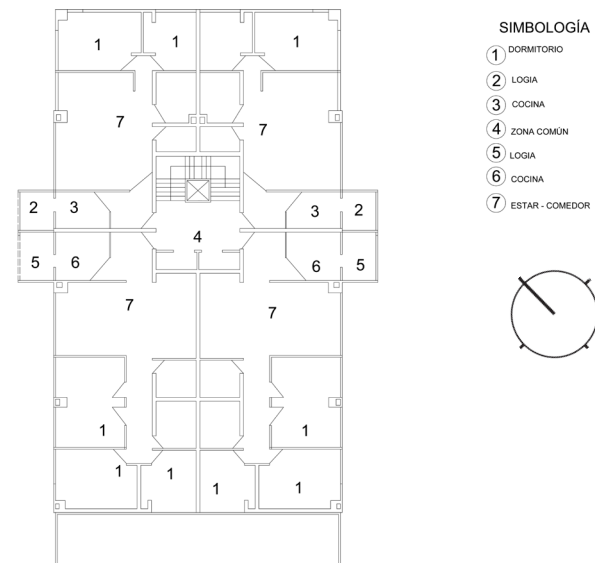 SIMBOLOGÍA
1 DORMITORIO
2 LOGIA
3 COCINA
4 ZONA COMÚN
5 LOGIA
6 COCINA
7 ESTAR - COMEDOR
1 1 1 1
7 7
2 3 3 2
4
5 6 6 5
7 7
1 1
1 1 1 1